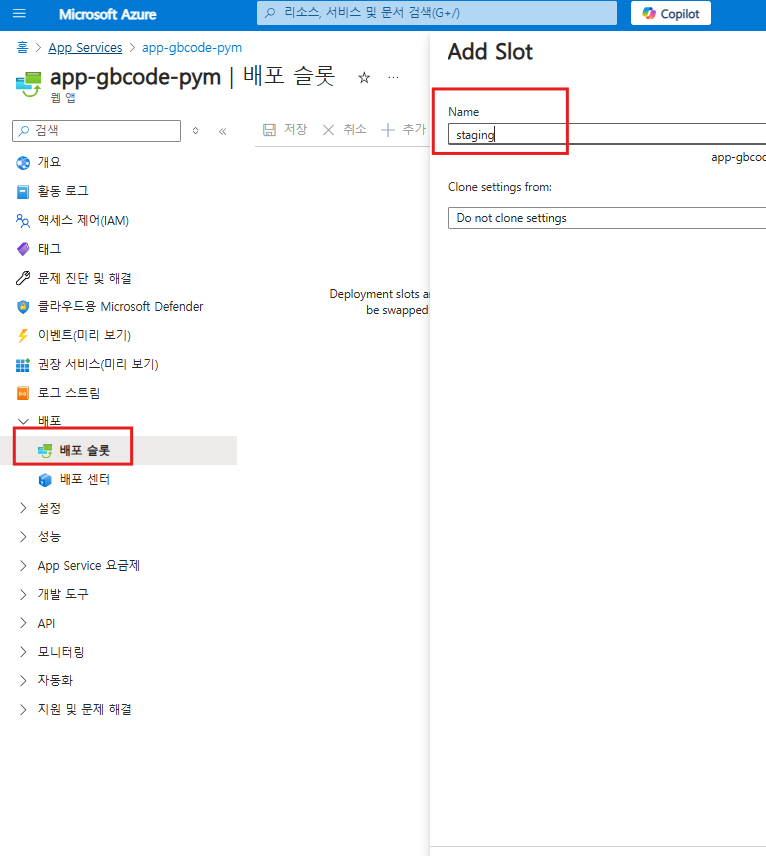 Microsoft Azure
리소스, 서비스 및 문서 검색(G+/)
Copilot
홈 > App Services > app-gbcode-pym
app-gbcode-pym | 배포 슬롯
웹 앱
검색
저장
취소
추가
개요
활동 로그
액세스 제어(IAM)
태그
문제 진단 및 해결
클라우드용 Microsoft Defender
이벤트(미리 보기)
권장 서비스(미리 보기)
로그 스트림
배포
배포 슬롯
배포 센터
설정
성능
App Service 요금제
개발 도구
API
모니터링
자동화
지원 및 문제 해결
Deployment slots
be swapped
Add Slot
Name
staging
app-gbcod
Clone settings from:
Do not clone settings